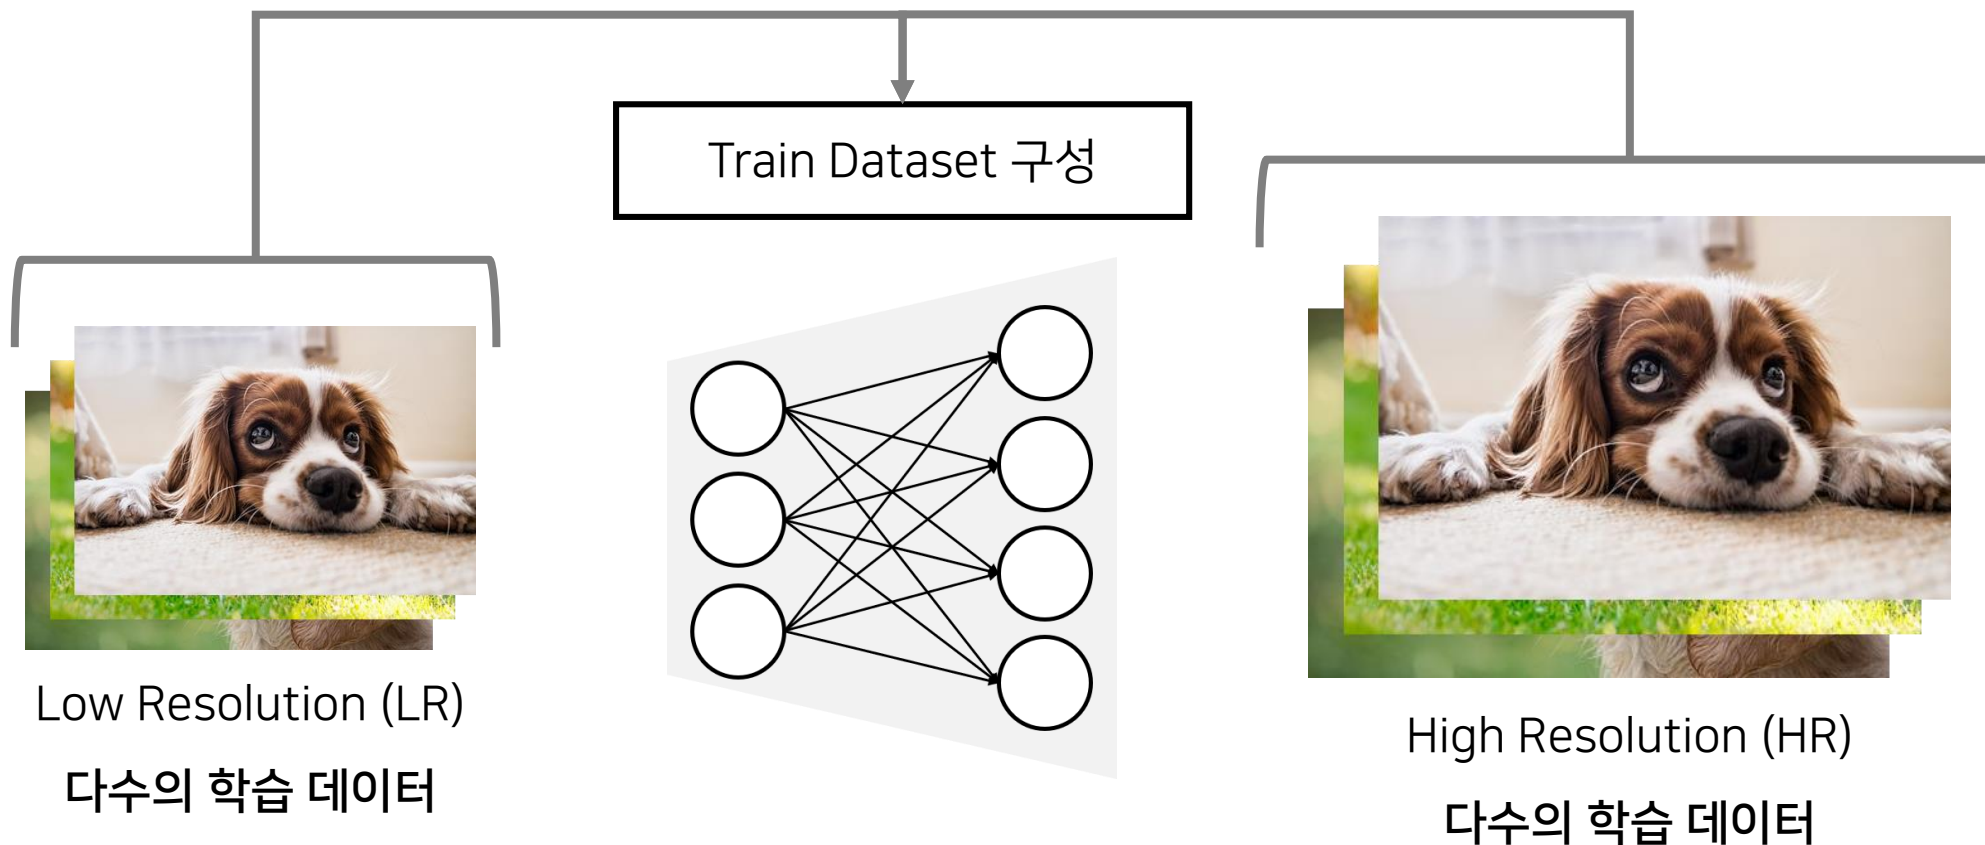 Train Dataset 구성
Low Resolution (LR)
다수의 학습 데이터
High Resolution (HR)
다수의 학습 데이터